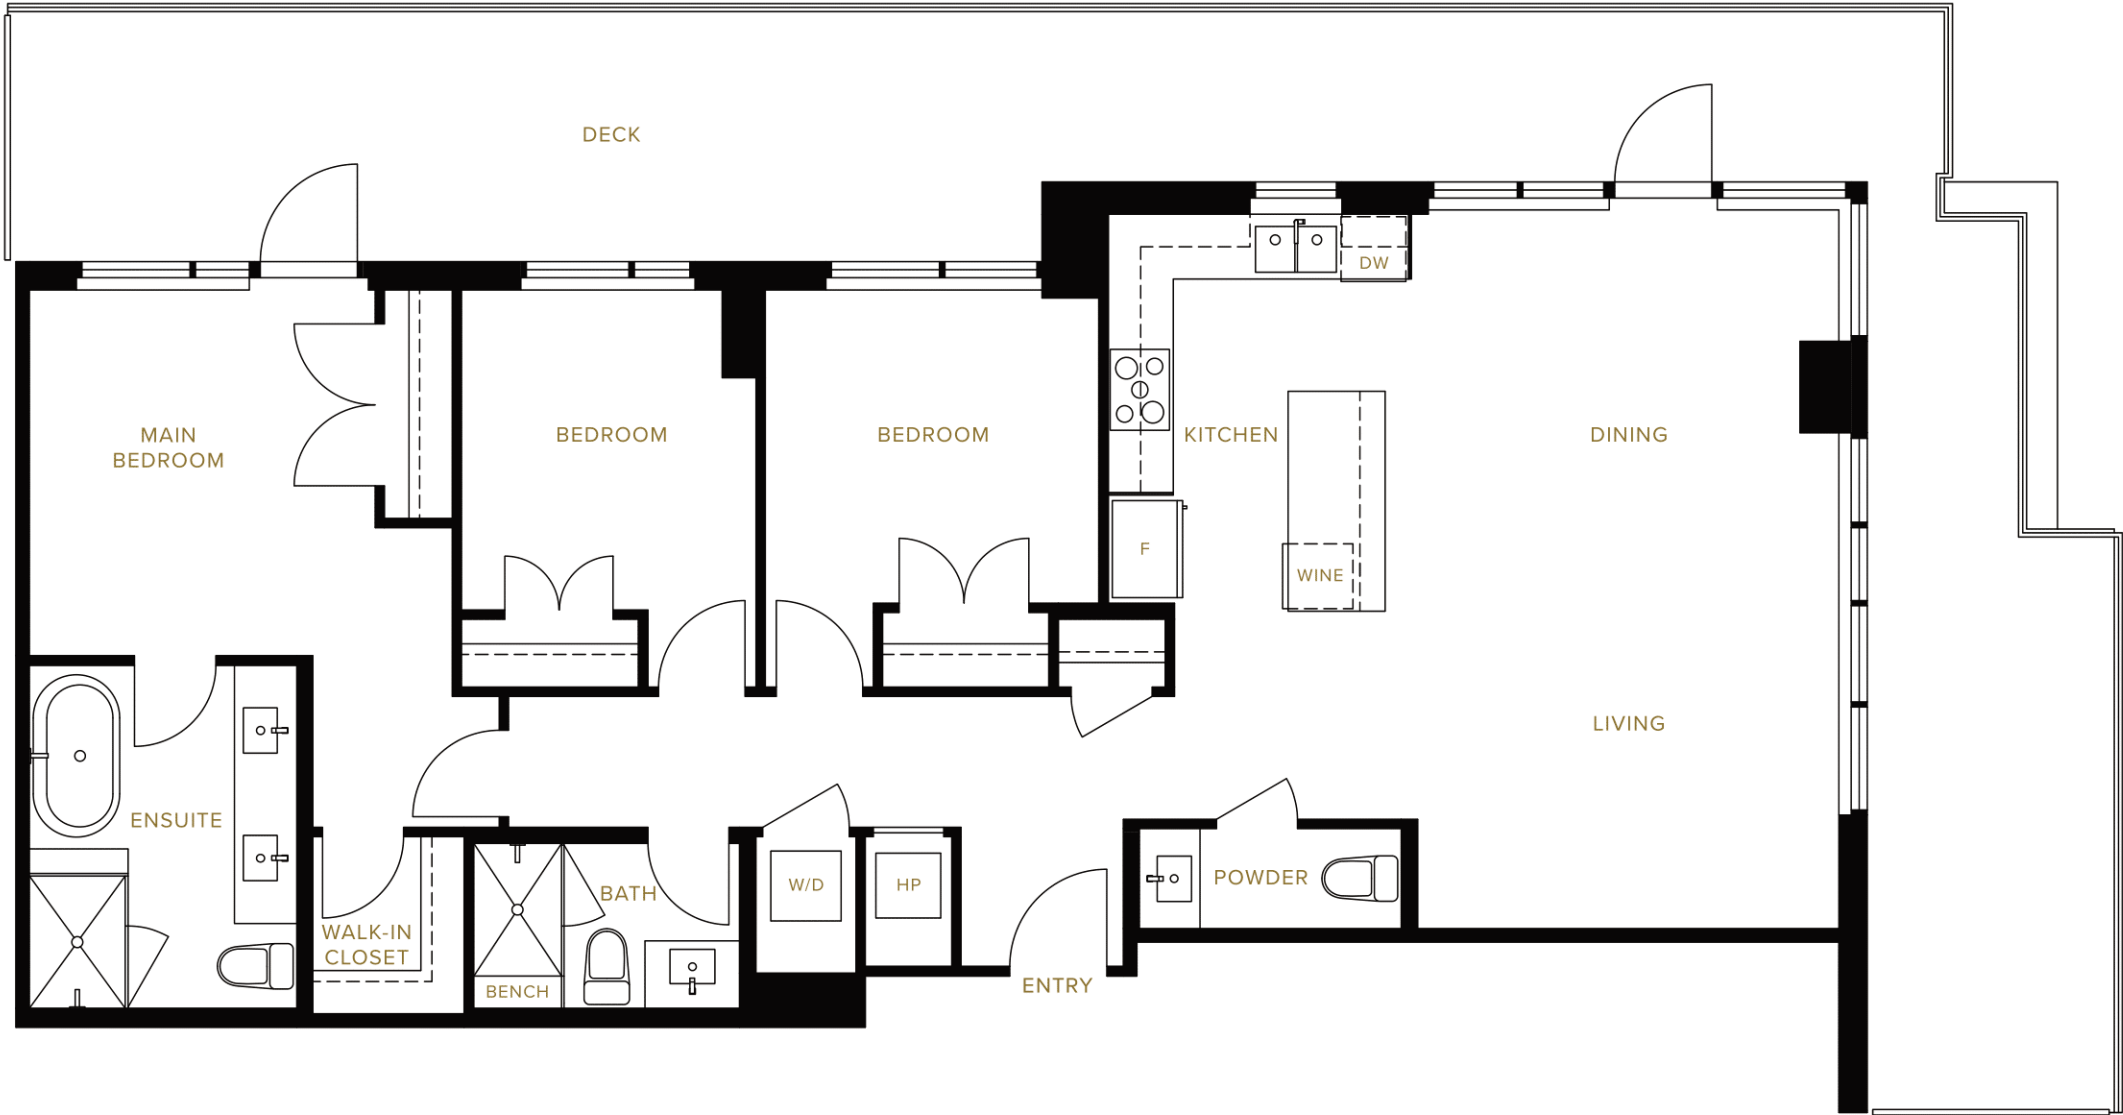 DECK
DW
MAIN
BEDROOM
BEDROOM
BEDROOM
KITCHEN
DINING
F
WINE
LIVING
ENSUITE
POWDER
W/D
HP
BATH
WALK-IN
CLOSET
BENCH
ENTRY